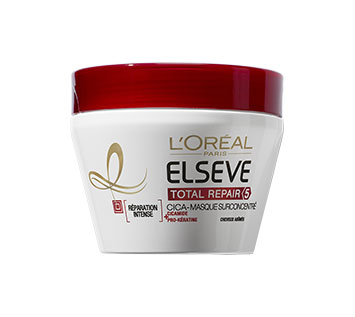 L'ORÉAL
PARIS
ELSEVE
TOTAL REPAIR 5
CICA-MASQUE SURCONCENTRÉ
RÉPARATION
INTENSE
+CICAMIDE
+PRO-KÉRATINE
CHEVEUX ABÎMÉS